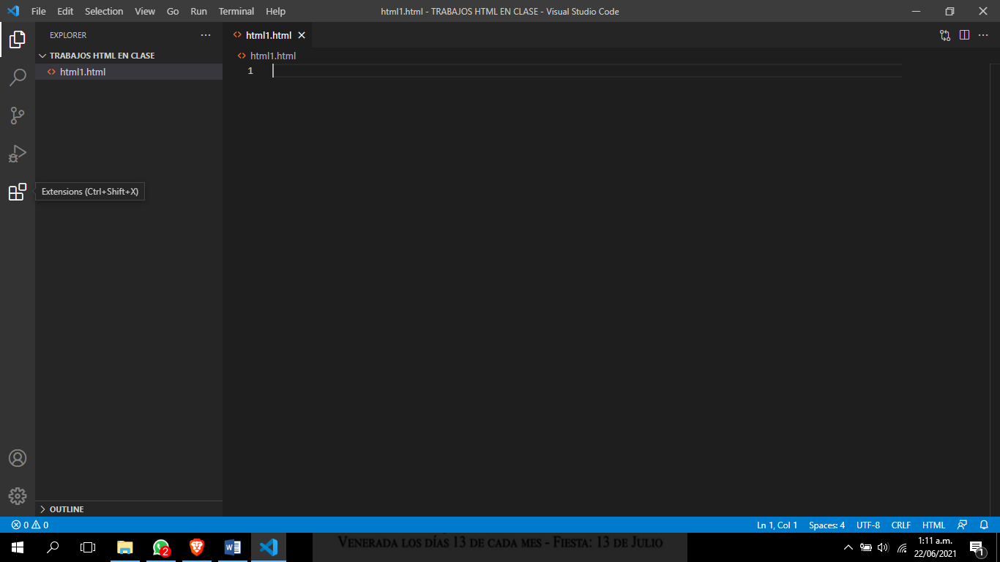 File Edit Selection View Go Run Terminal Help
html1.html - TRABAJOS HTML EN CLASE - Visual Studio Code
EXPLORER
html1.html
TRABAJOS HTML EN CLASE
html1.html
html1.html
1
Extensions (Ctrl+Shift+X)
OUTLINE
0 0
Ln 1, Col 1 Spaces: 4 UTF-8 CRLF HTML
2
VENERADA LOS DÍAS 13 DE CADA MES - FIESTA: 13 DE JULIO
1:11 a.m.
22/06/2021
1